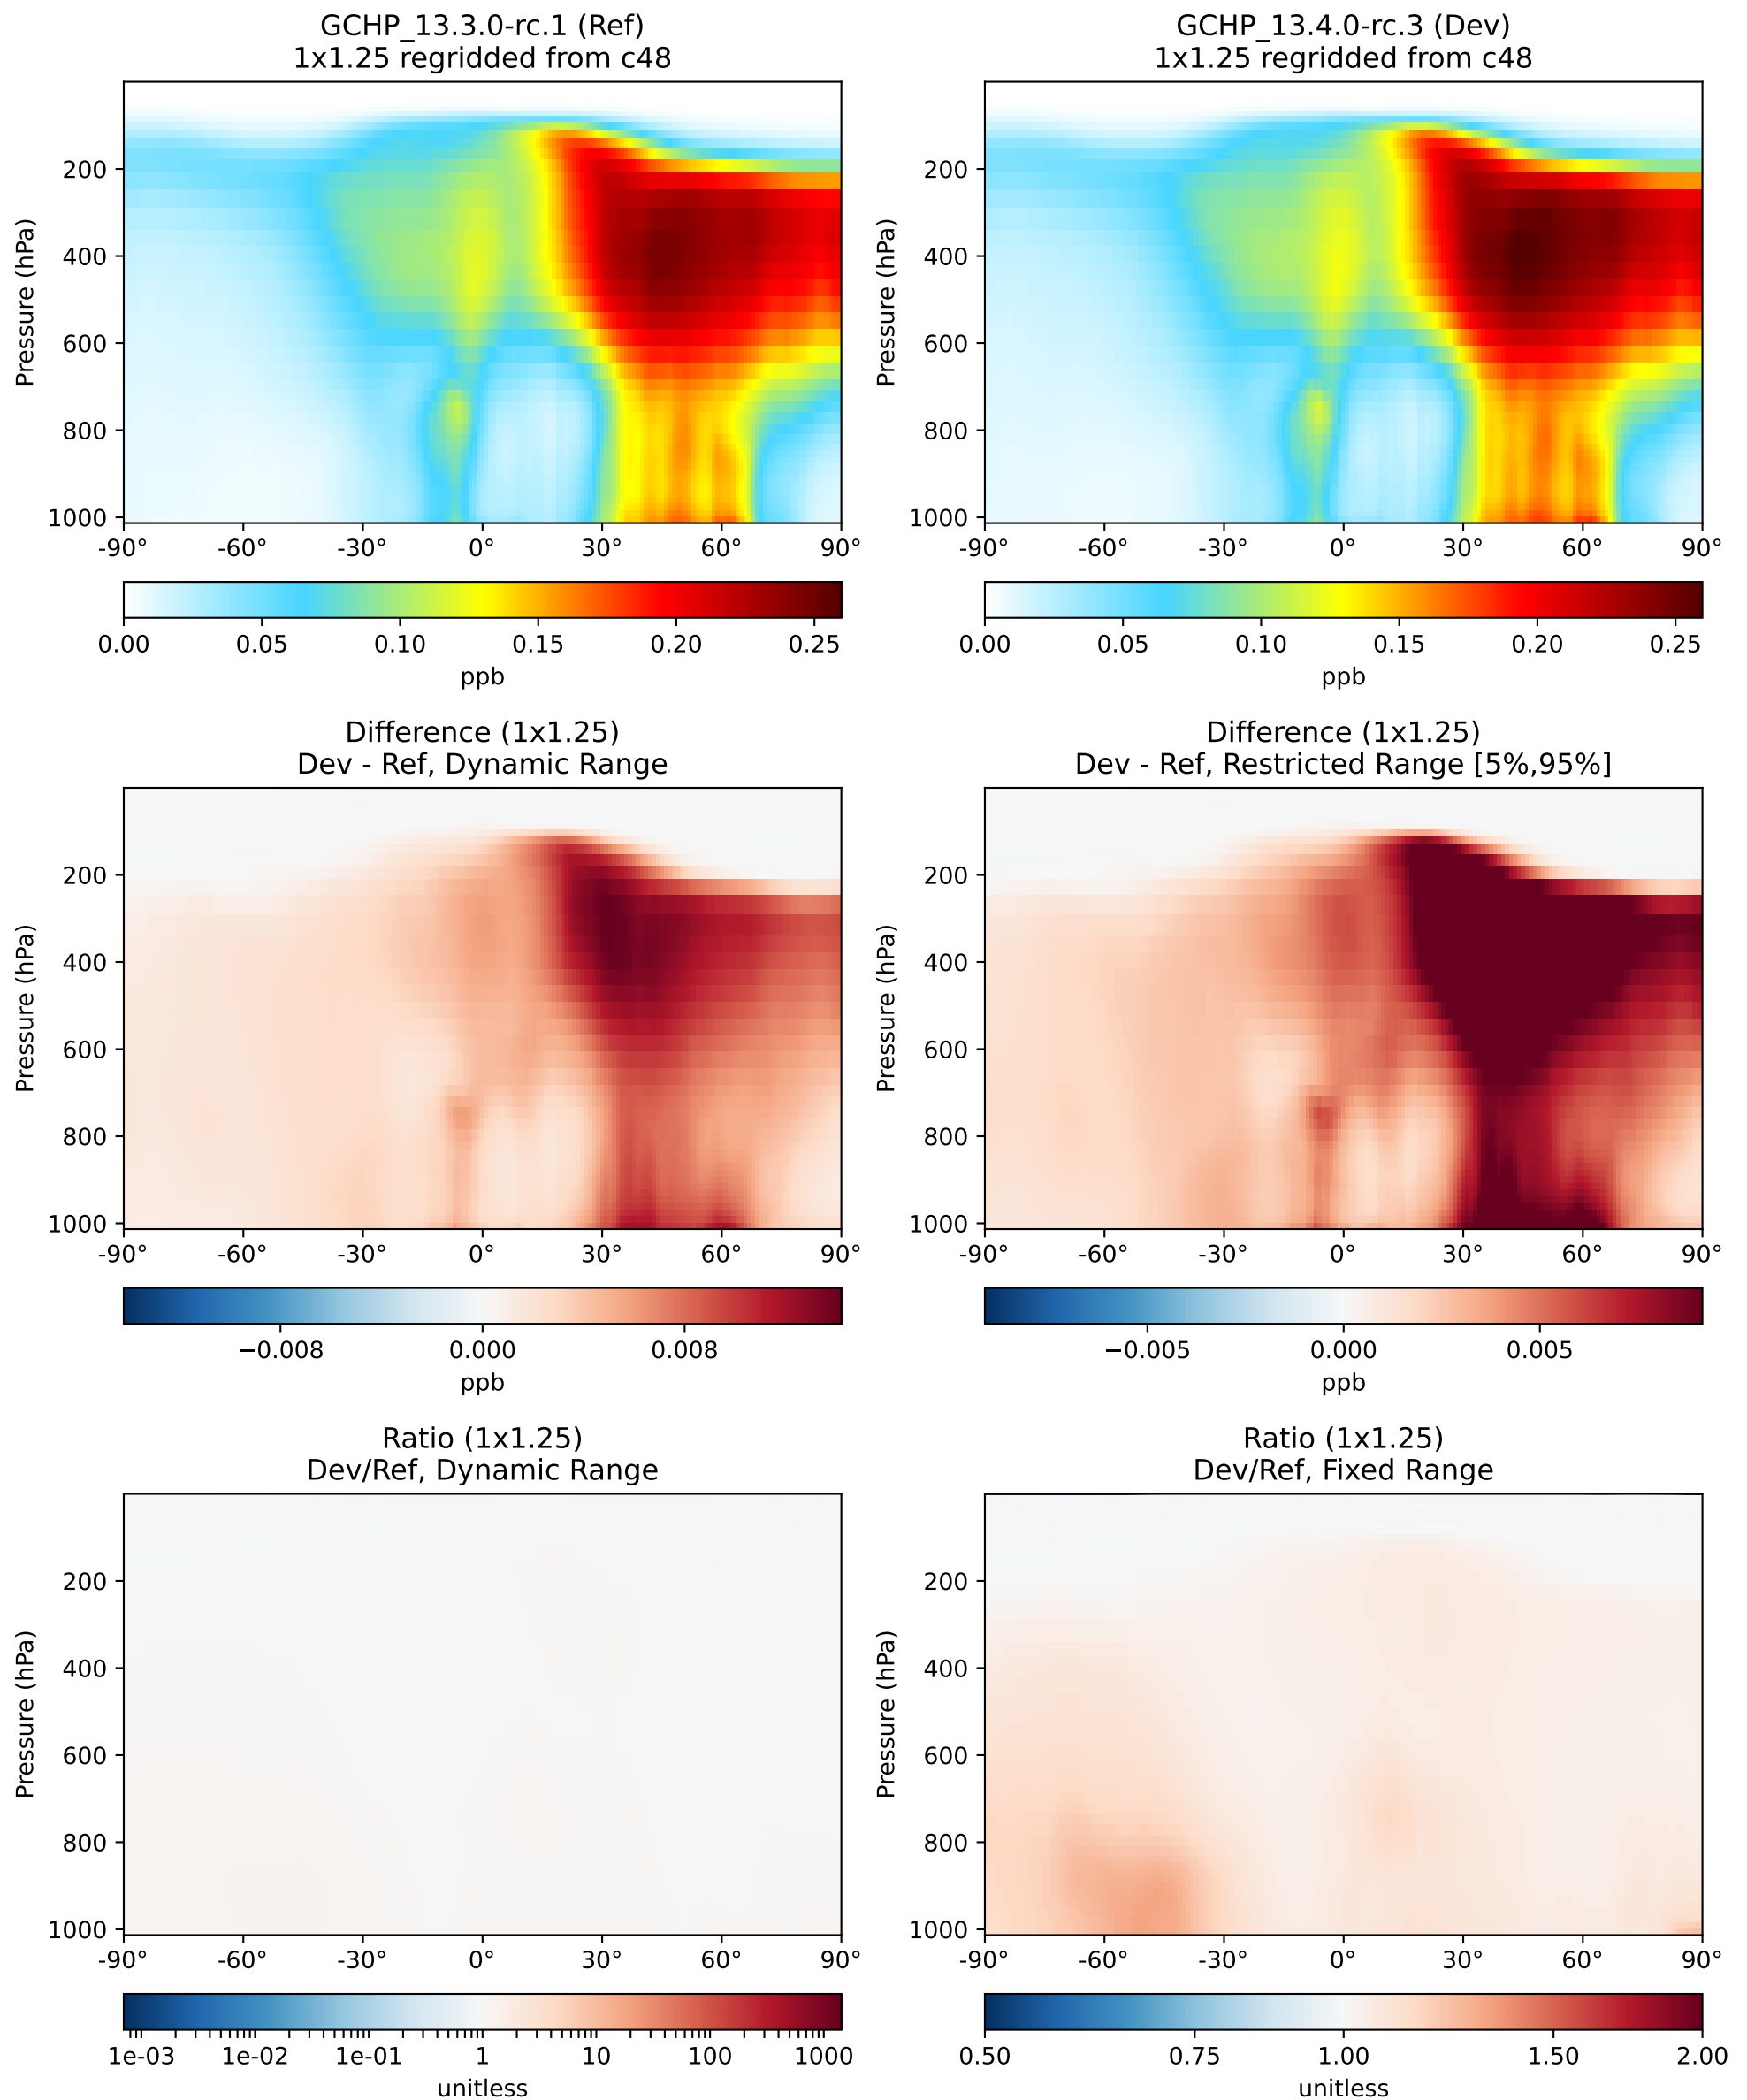 GCHP_13.3.0-rc.1 (Ref)
1x1.25 regridded from c48
Pressure (hPa)
200
400
600
800
1000
-90° -60° -30° 0° 30° 60° 90°
0.00 0.05 0.10 0.15 0.20 0.25
ppb
GCHP_13.4.0-rc.3 (Dev)
1x1.25 regridded from c48
Pressure (hPa)
200
400
600
800
1000
-90° -60° -30° 0° 30° 60° 90°
0.00 0.05 0.10 0.15 0.20 0.25
ppb
Difference (1x1.25)
Dev - Ref, Dynamic Range
Pressure (hPa)
200
400
600
800
1000
-90° -60° -30° 0° 30° 60° 90°
−0.008 0.000 0.008
ppb
Difference (1x1.25)
Dev - Ref, Restricted Range [5%,95%]
Pressure (hPa)
200
400
600
800
1000
-90° -60° -30° 0° 30° 60° 90°
−0.005 0.000 0.005
ppb
Ratio (1x1.25)
Dev/Ref, Dynamic Range
Pressure (hPa)
200
400
600
800
1000
-90° -60° -30° 0° 30° 60° 90°
1e-03 1e-02 1e-01 1 10 100 1000
unitless
Ratio (1x1.25)
Dev/Ref, Fixed Range
Pressure (hPa)
200
400
600
800
1000
-90° -60° -30° 0° 30° 60° 90°
0.50 0.75 1.00 1.50 2.00
unitless